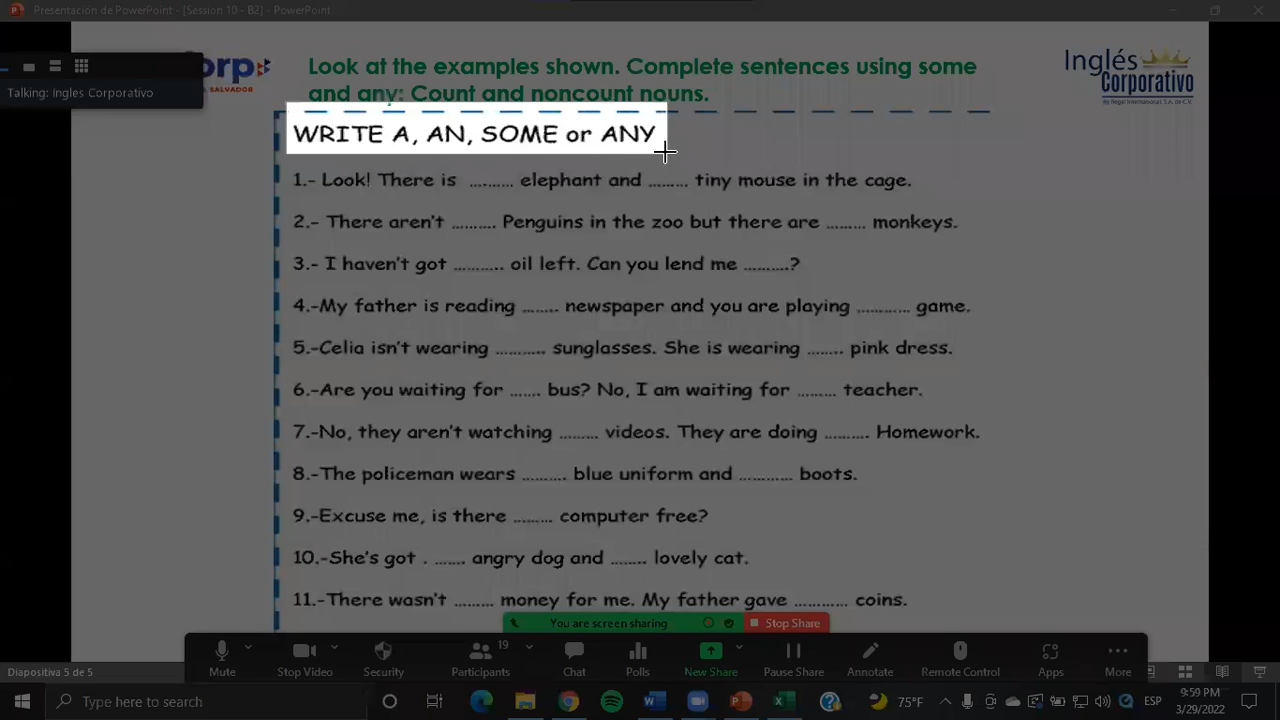 Presentación de PowerPoint - [Session 10 - B2] - PowerPoint
orp
EL SALVADOR
Talking: Ingles Corporativo
Look at the examples shown. Complete sentences using some
and any: Count and noncount nouns.
Inglés
Corporativo
by Regal International, S.A. de C.V.
WRITE A, AN, SOME or ANY
1.- Look! There is ……… elephant and ……… tiny mouse in the cage.
2.- There aren't ………. Penguins in the zoo but there are ……… monkeys.
3.- I haven't got ……….. oil left. Can you lend me ……….?
4.-My father is reading …….. newspaper and you are playing ………… game.
5.-Celia isn't wearing ……….. sunglasses. She is wearing …….. pink dress.
6.-Are you waiting for ……. bus? No, I am waiting for ……… teacher.
7.-No, they aren't watching ……… videos. They are doing ………. Homework.
8.-The policeman wears ………. blue uniform and ………… boots.
9.-Excuse me, is there ……… computer free?
10.-She's got . ……. angry dog and …….. lovely cat.
11.-There wasn't ……… money for me. My father gave ………… coins.
You are screen sharing
Stop Share
19
Mute
Stop Video
Security
Participants
Chat
Polls
New Share
Pause Share
Annotate
Remote Control
Apps
More
Diapositiva 5 de 5
Type here to search
75°F
ESP
9:59 PM
3/29/2022